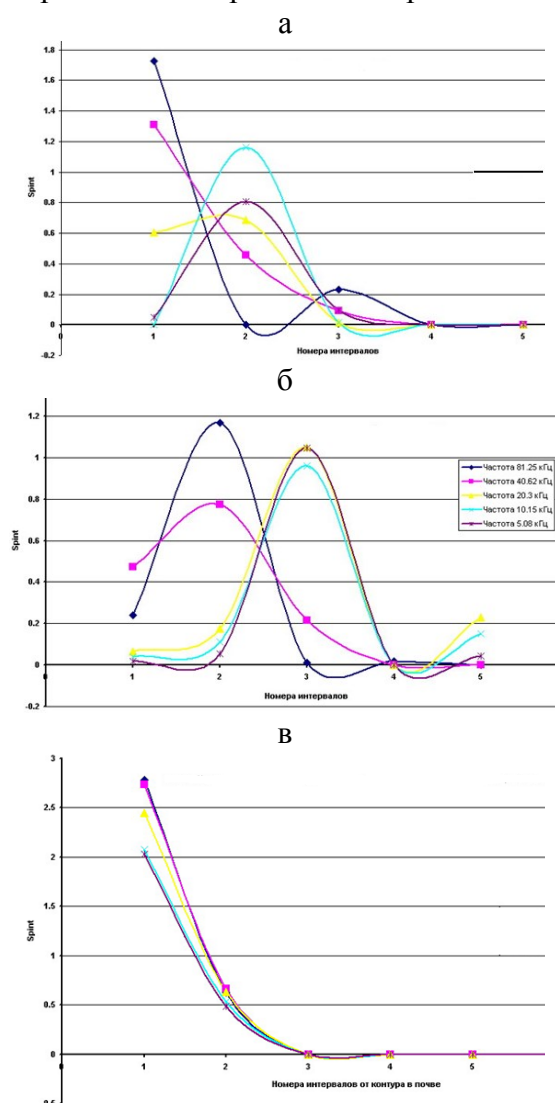 а
1.8
1.6
1.4
1.2
1
0.8
0.6
0.4
0.2
0
-0.2
Spint
0 1 2 3 4 5
Номера интервалов
б
1.2
1
0.8
0.6
0.4
0.2
0
-0.2
Spint
Частота 81.25 кГц
Частота 40.62 кГц
Частота 20.3 кГц
Частота 10.15 кГц
Частота 5.08 кГц
0 1 2 3 4 5
Номера интервалов
в
3
2.5
2
1.5
1
0.5
0
Spint
0 1 2 3 4 5
Номера интервалов от контура в почве